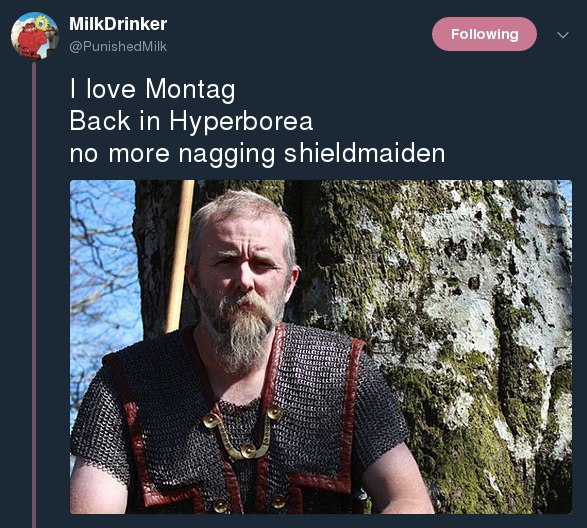 MilkDrinker
@PunishedMilk
Following
I love Montag
Back in Hyperborea
no more nagging shieldmaiden